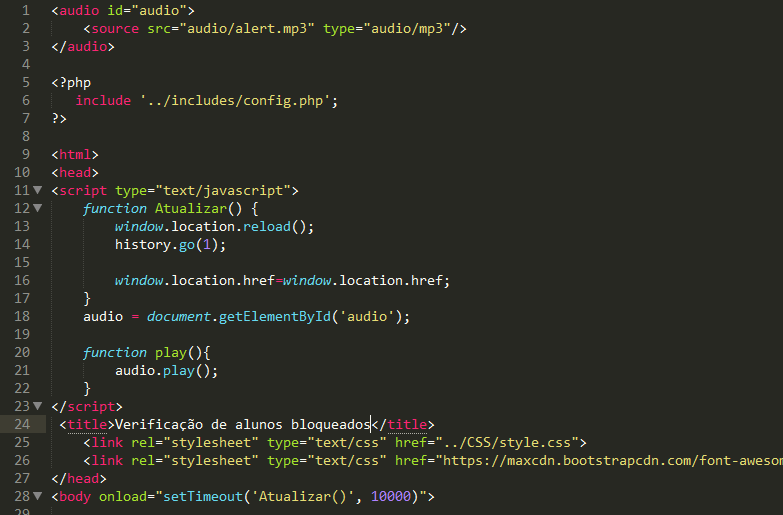 1 <audio id="audio">
2 <source src="audio/alert.mp3" type="audio/mp3"/>
3 </audio>
4
5 <?php
6 include '../includes/config.php';
7 ?>
8
9 <html>
10 <head>
11 <script type="text/javascript">
12 function Atualizar() {
13 window.location.reload();
14 history.go(1);
15
16 window.location.href=window.location.href;
17 }
18 audio = document.getElementById('audio');
19
20 function play(){
21 audio.play();
22 }
23 </script>
24 <title>Verificação de alunos bloqueados</title>
25 <link rel="stylesheet" type="text/css" href="../CSS/style.css">
26 <link rel="stylesheet" type="text/css" href="https://maxcdn.bootstrapcdn.com/font-awesom
27 </head>
28 <body onload="setTimeout('Atualizar()', 10000)">
29